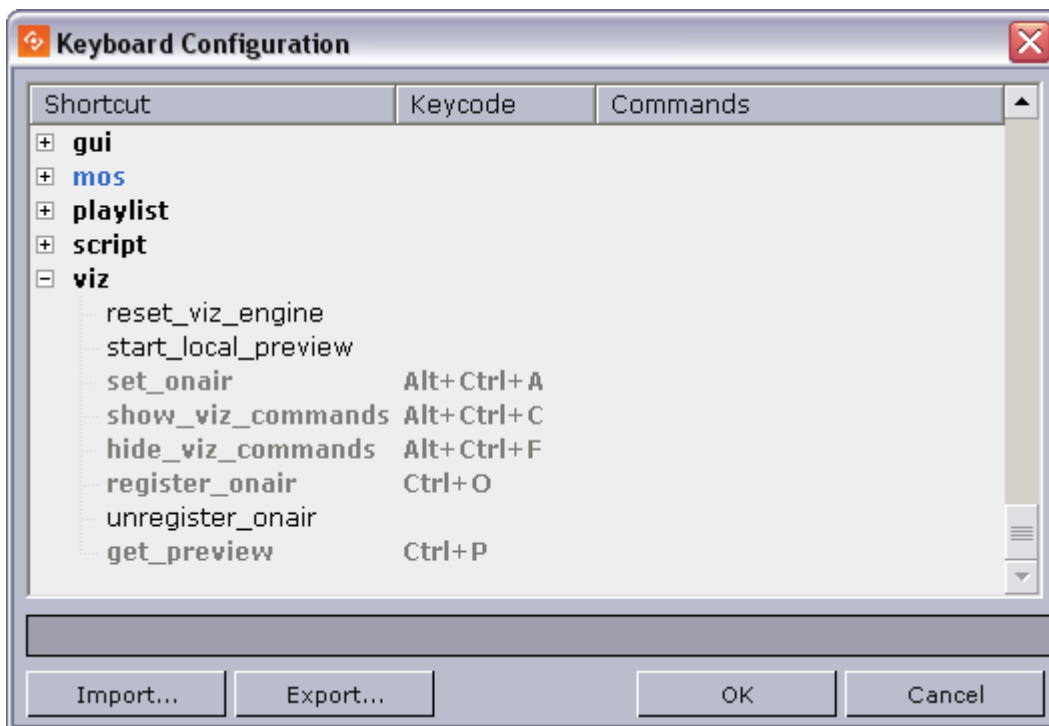 Keyboard Configuration
Shortcut Keycode Commands
gui
mos
playlist
script
viz
reset_viz_engine
start_local_preview
set_onair Alt+Ctrl+A
show_viz_commands Alt+Ctrl+C
hide_viz_commands Alt+Ctrl+F
register_onair Ctrl+O
unregister_onair
get_preview Ctrl+P
Import... Export... OK Cancel